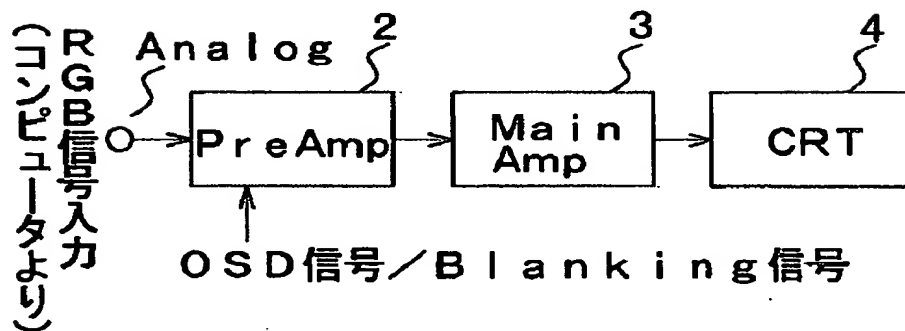 RGB信号入力
（コンピュータより）
Analog
2
3
4
PreAmp
Main
Amp
CRT
OSD信号／Blanking信号